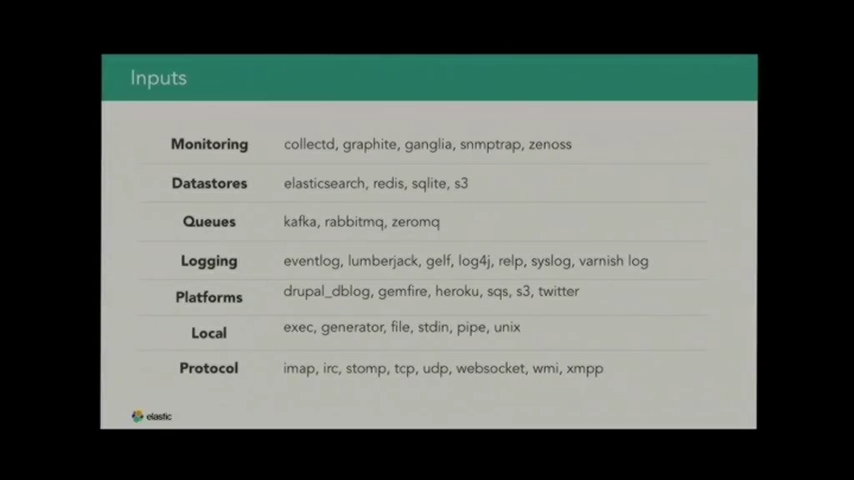 Inputs
Monitoring collectd, graphite, ganglia, snmptrap, zenoss
Datastores elasticsearch, redis, sqlite, s3
Queues kafka, rabbitmq, zeromq
Logging eventlog, lumberjack, gelf, log4j, relp, syslog, varnish log
Platforms drupal_dblog, gemfire, heroku, sqs, s3, twitter
Local exec, generator, file, stdin, pipe, unix
Protocol imap, irc, stomp, tcp, udp, websocket, wmi, xmpp
elastic